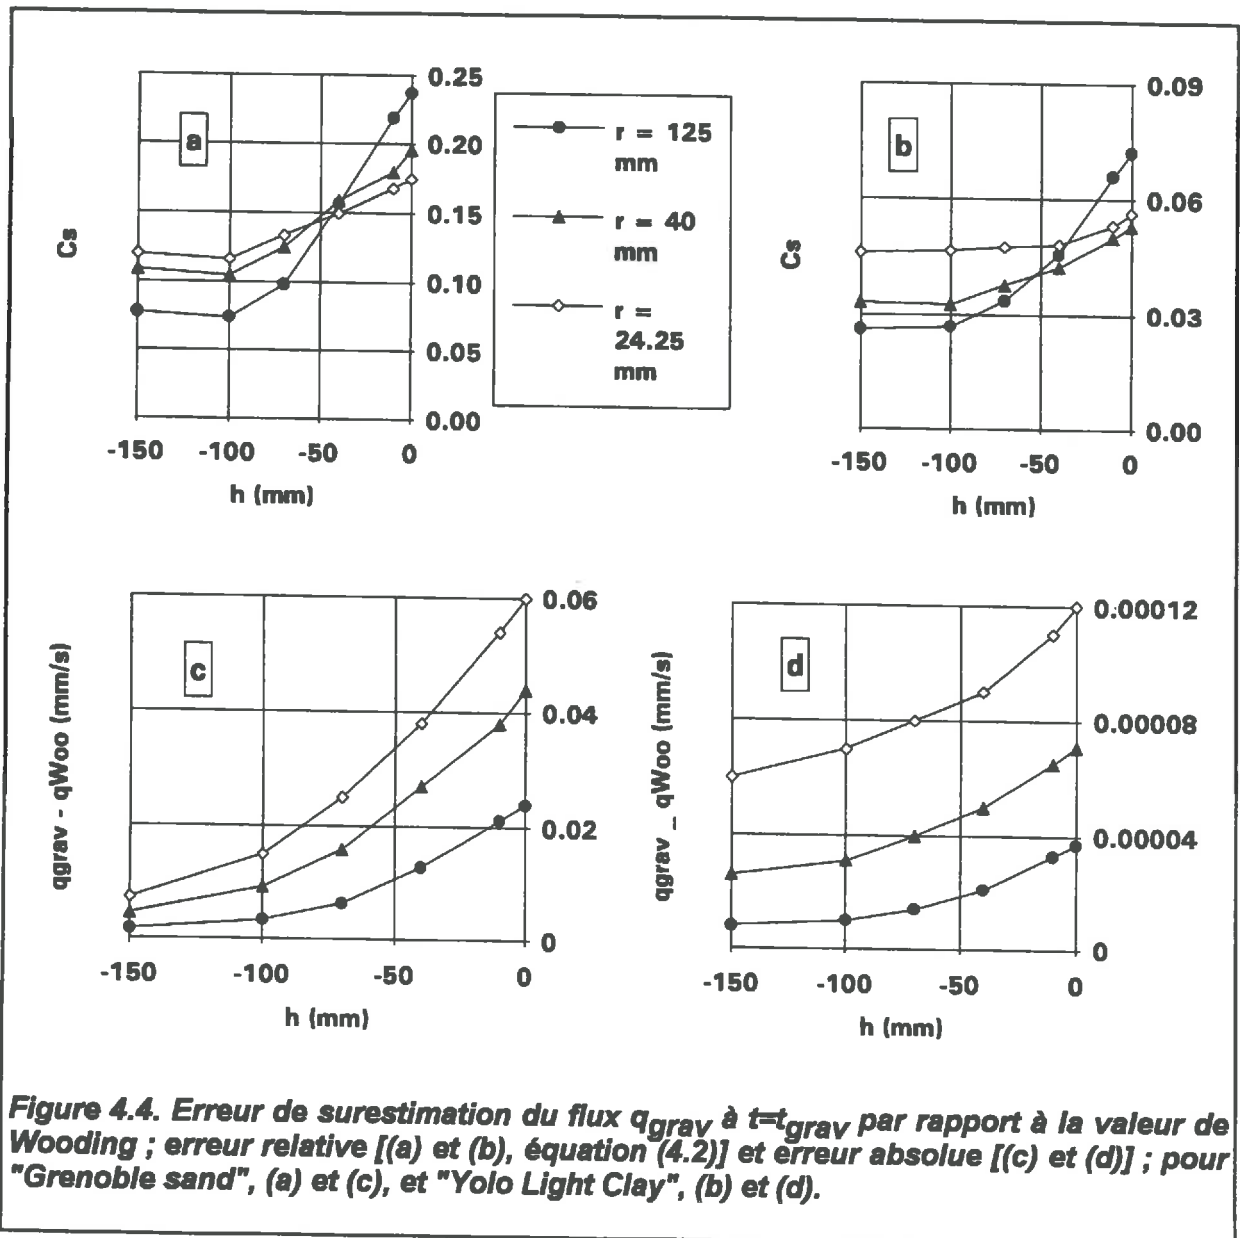 a
0.25
0.20
0.15
0.10
0.05
0.00
Cs
-150 -100 -50 0
h (mm)
r = 125
mm
r = 40
mm
r =
24.25
mm
b
0.09
0.06
0.03
0.00
Cs
-150 -100 -50 0
h (mm)
c
0.06
0.04
0.02
0
qgrav - qWoo (mm/s)
-150 -100 -50 0
h (mm)
d
0.00012
0.00008
0.00004
0
qgrav _ qWoo (mm/s)
-150 -100 -50 0
h (mm)
Figure 4.4. Erreur de surestimation du flux qgrav à t=tgrav par rapport à la valeur de
Wooding ; erreur relative [(a) et (b), équation (4.2)] et erreur absolue [(c) et (d)] ; pour
"Grenoble sand", (a) et (c), et "Yolo Light Clay", (b) et (d).